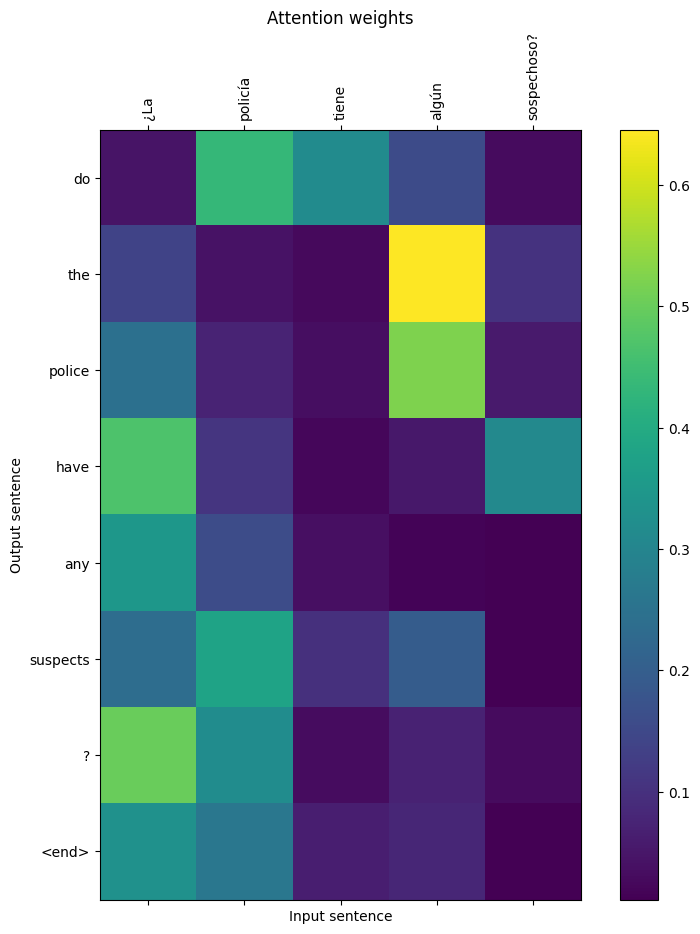 Attention weights
¿La
policía
tiene
algún
sospechoso?
do
the
police
have
any
suspects
?
<end>
Output sentence
Input sentence
0.6
0.5
0.4
0.3
0.2
0.1